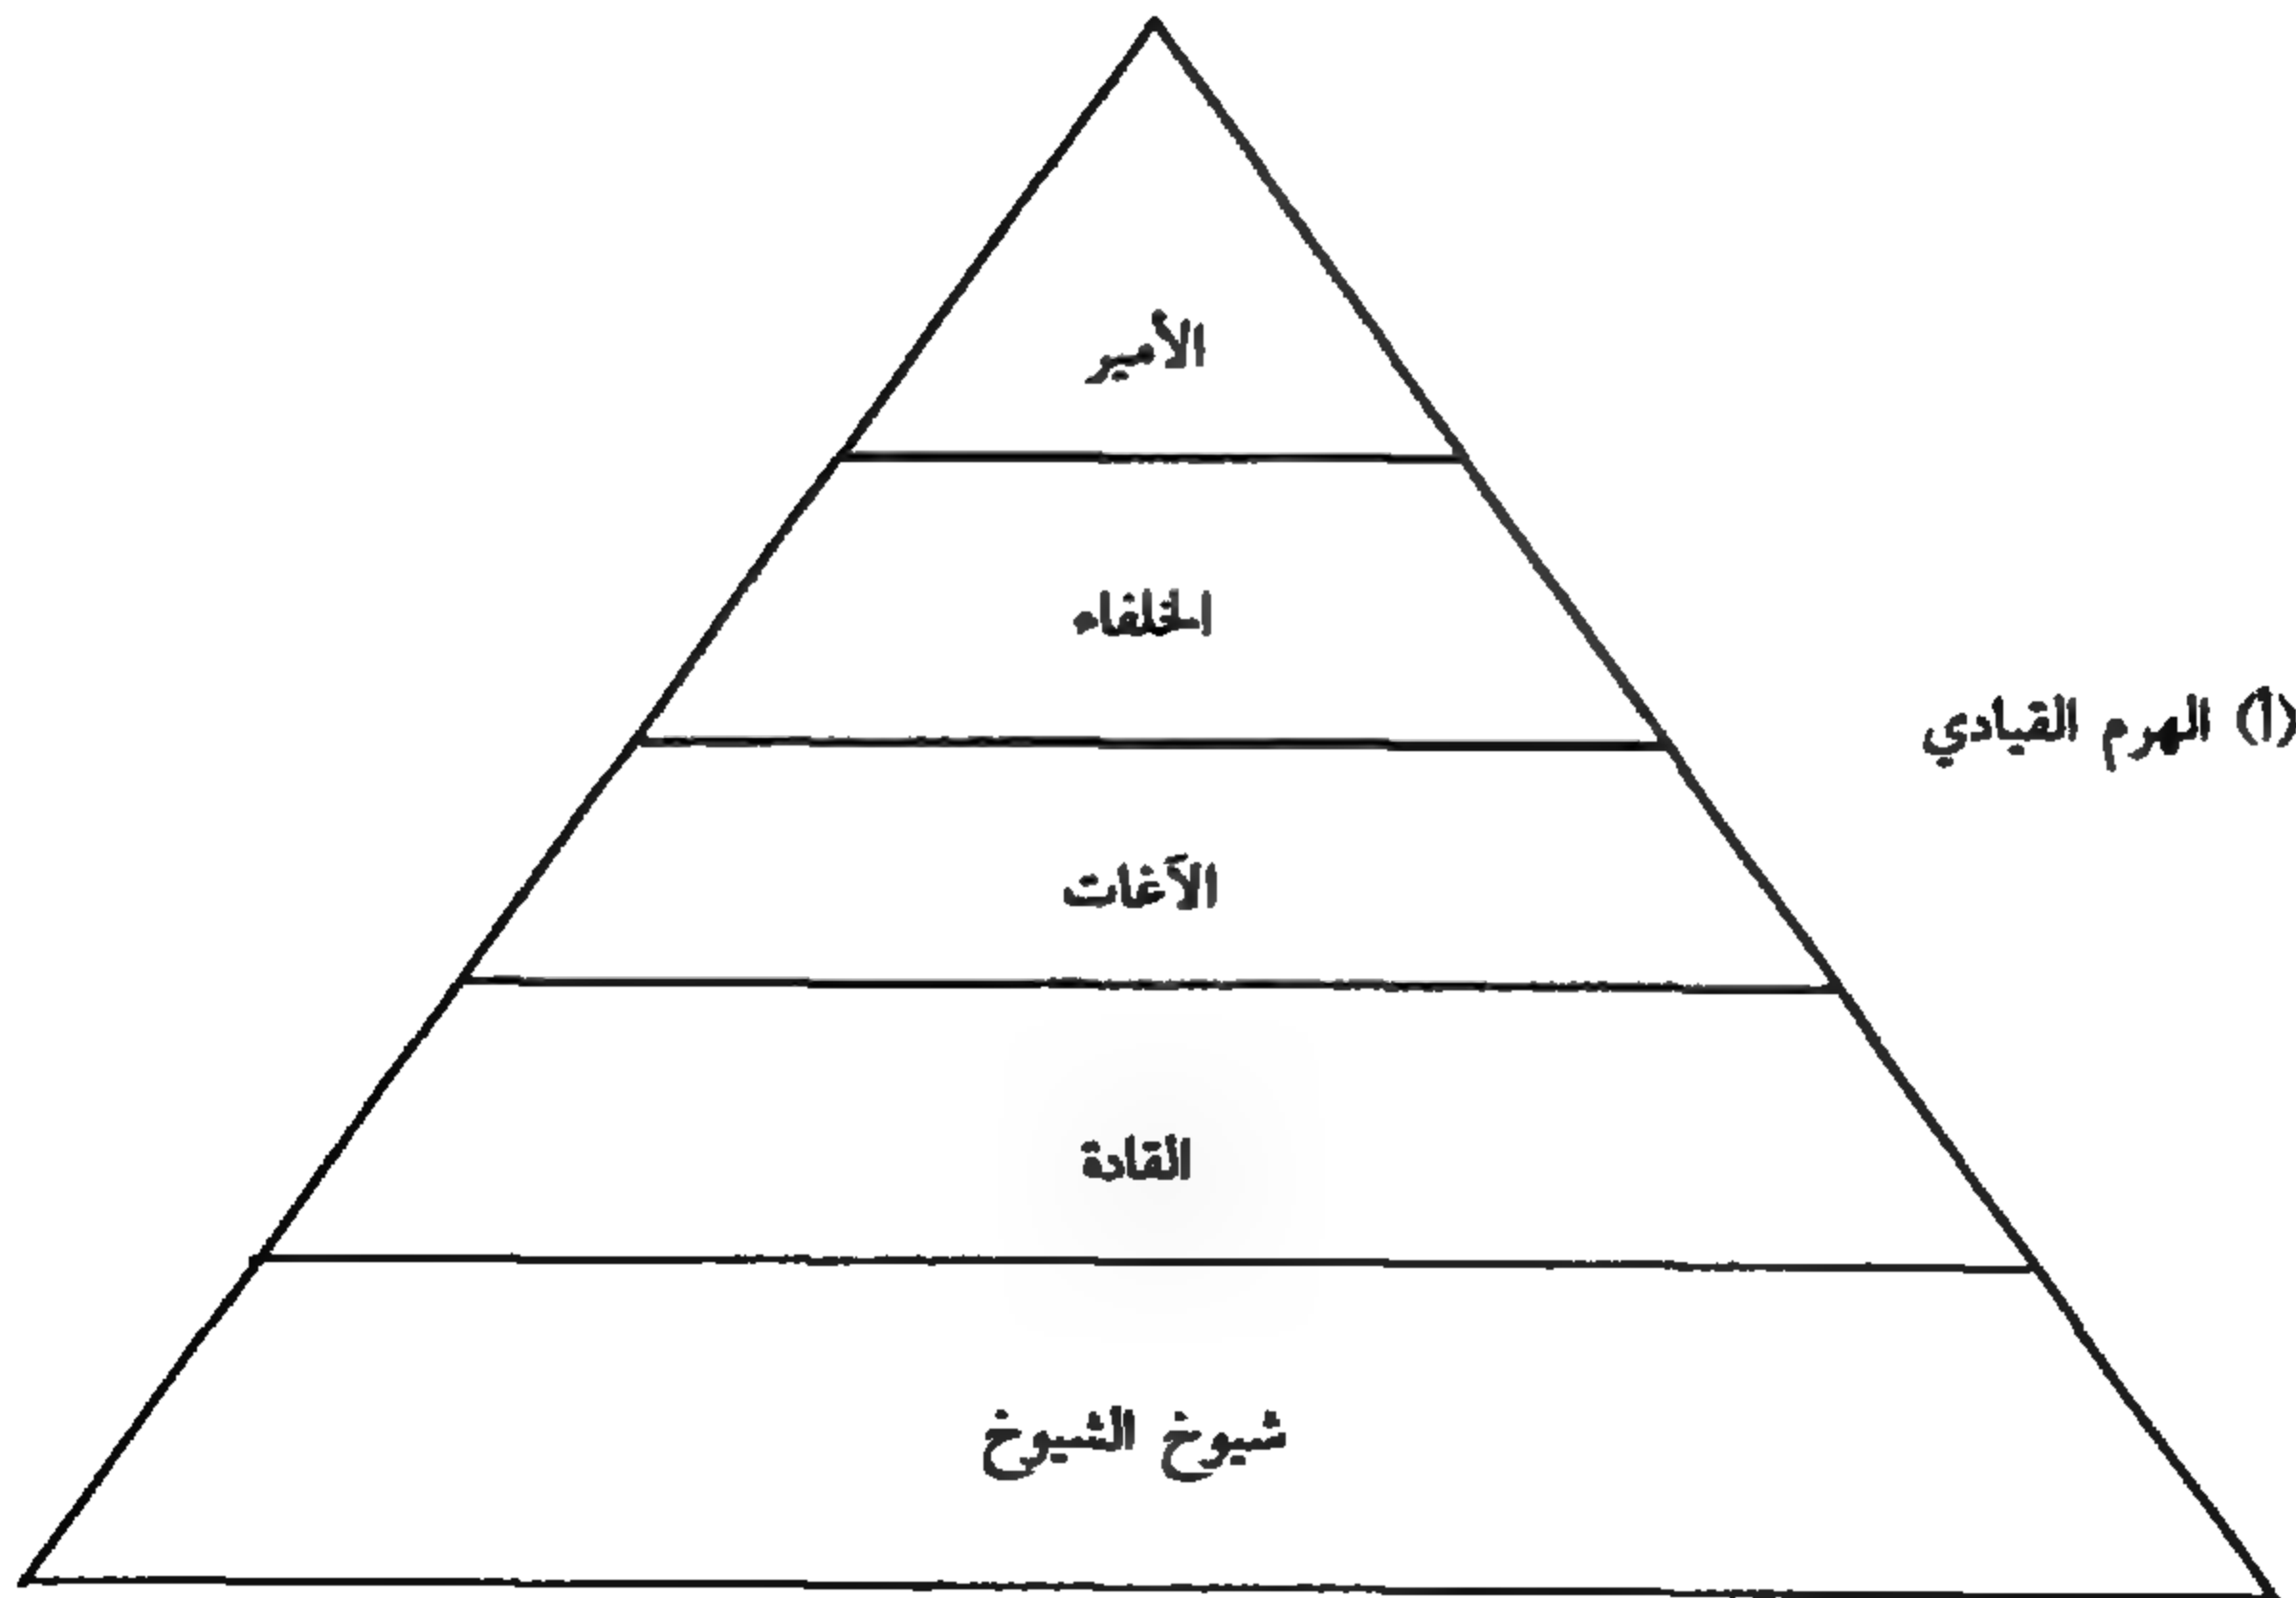 الأمير
الخلفاء
(أ) الهرم القيادي
الآغات
القادة
شيوخ الشيوخ